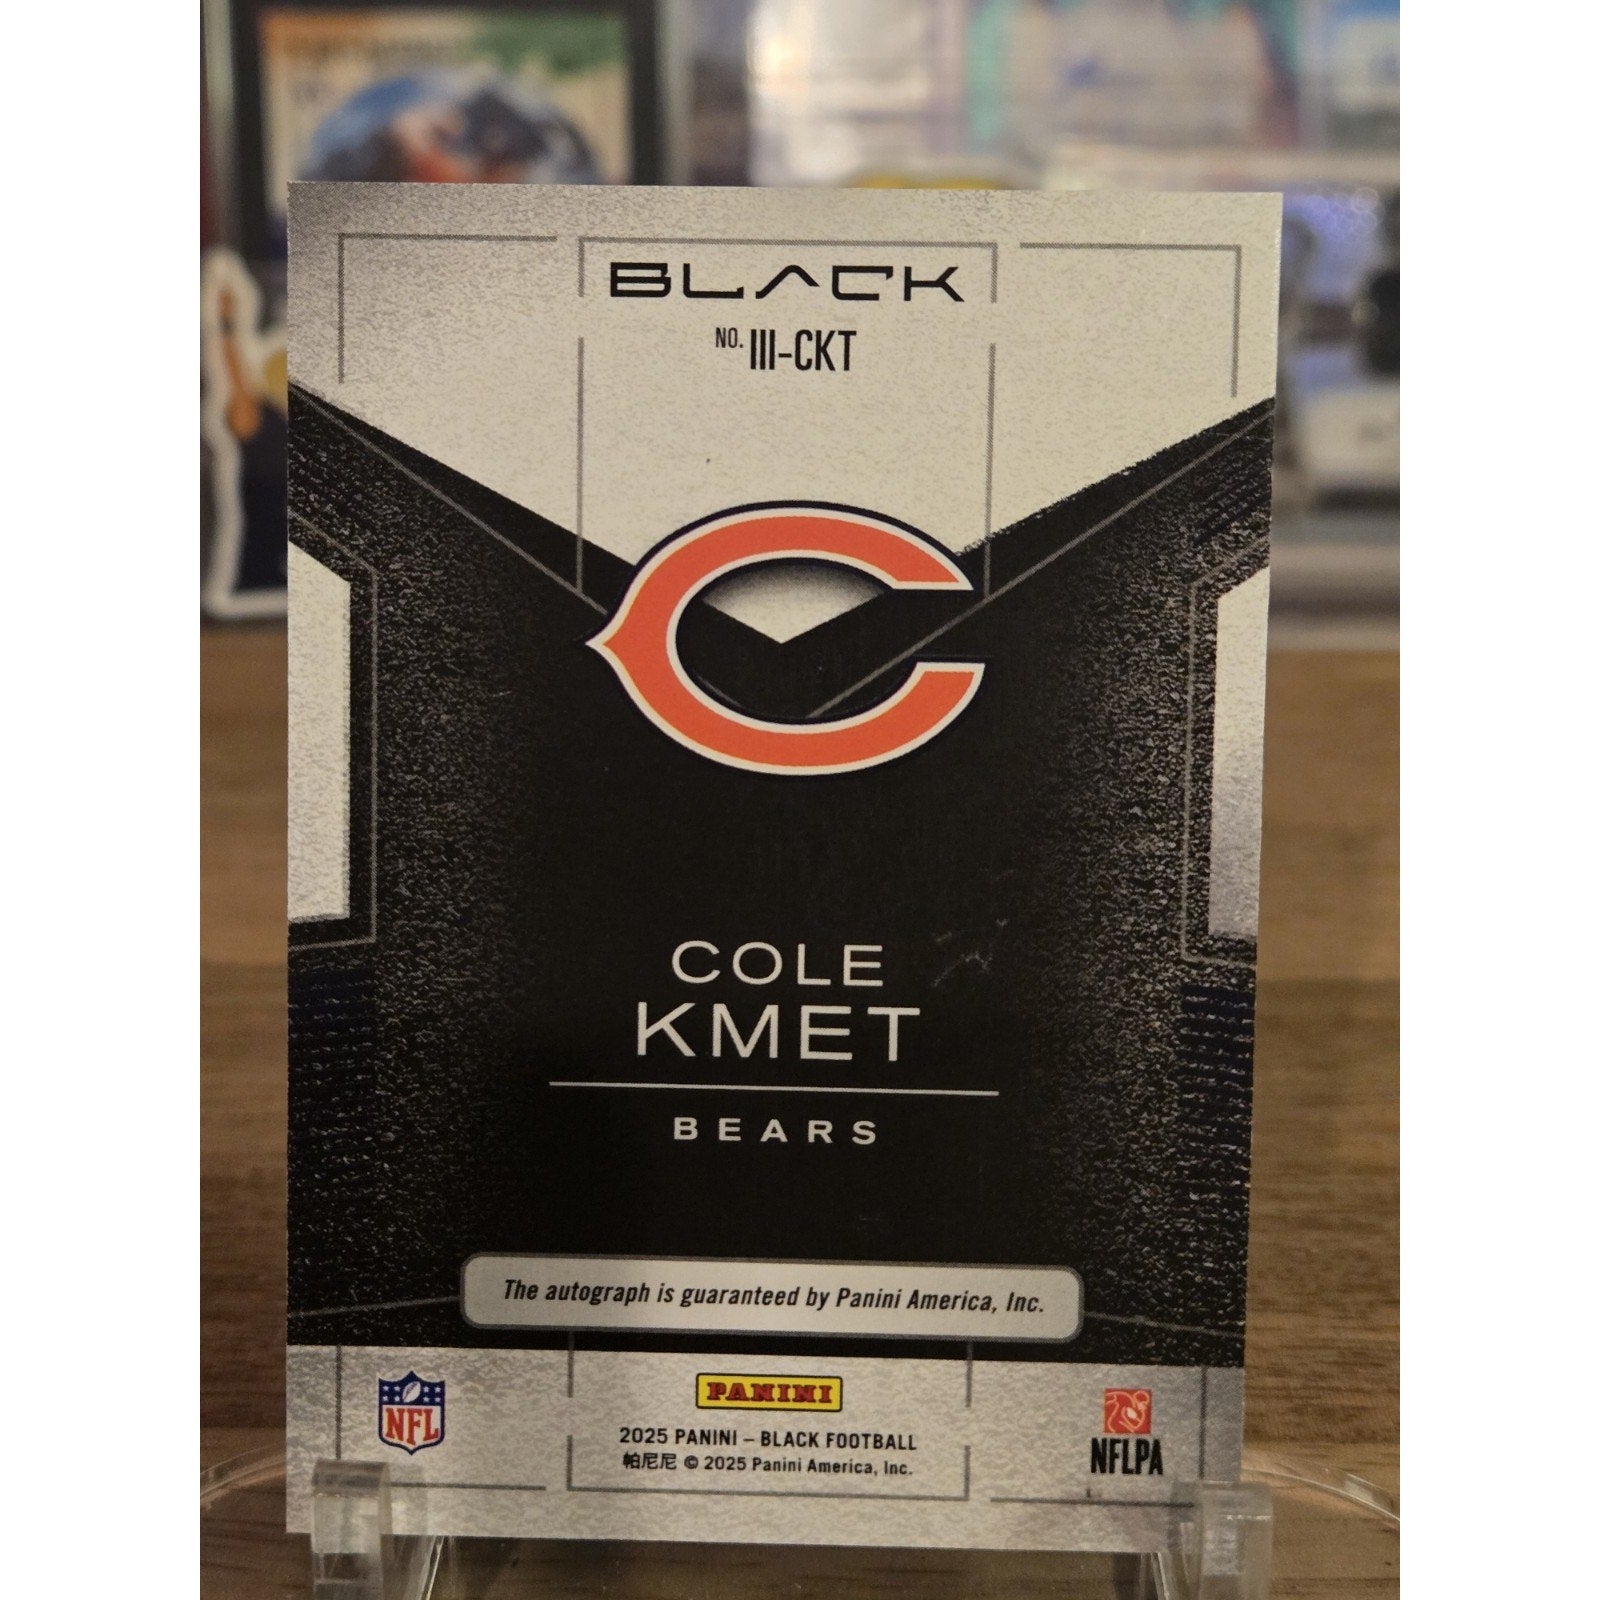 BLACK
NO. III-CKT
COLE
KMET
BEARS
The autograph is guaranteed by Panini America, Inc.
NFL
PANINI
2025 PANINI – BLACK FOOTBALL
帕尼尼 © 2025 Panini America, Inc.
NFLPA